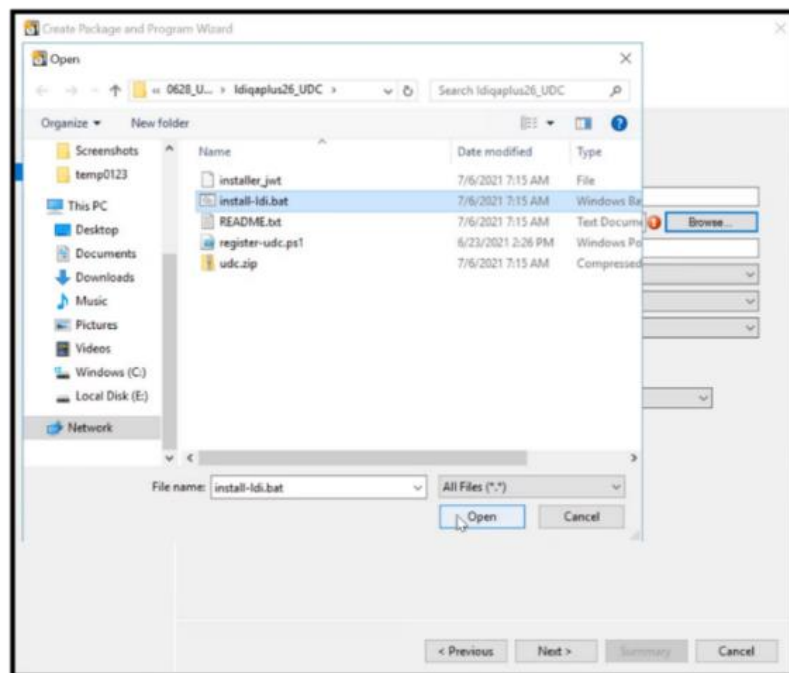 Create Package and Program Wizard
Open
« 0628_U... > ldiqaplus26_UDC >
Search ldiqaplus26_UDC
Organize
New folder
Screenshots
temp0123
This PC
Desktop
Documents
Downloads
Music
Pictures
Videos
Windows (C:)
Local Disk (E:)
Network
Name Date modified Type
installer_jwt 7/6/2021 7:15 AM File
install-ldi.bat 7/6/2021 7:15 AM Windows Ba
README.txt 7/6/2021 7:15 AM Text Docum
register-udc.ps1 6/23/2021 2:26 PM Windows Po
udc.zip 7/6/2021 7:15 AM Compressed
Browse...
File name: install-ldi.bat All Files (*.*)
Open Cancel
< Previous Next > Summary Cancel